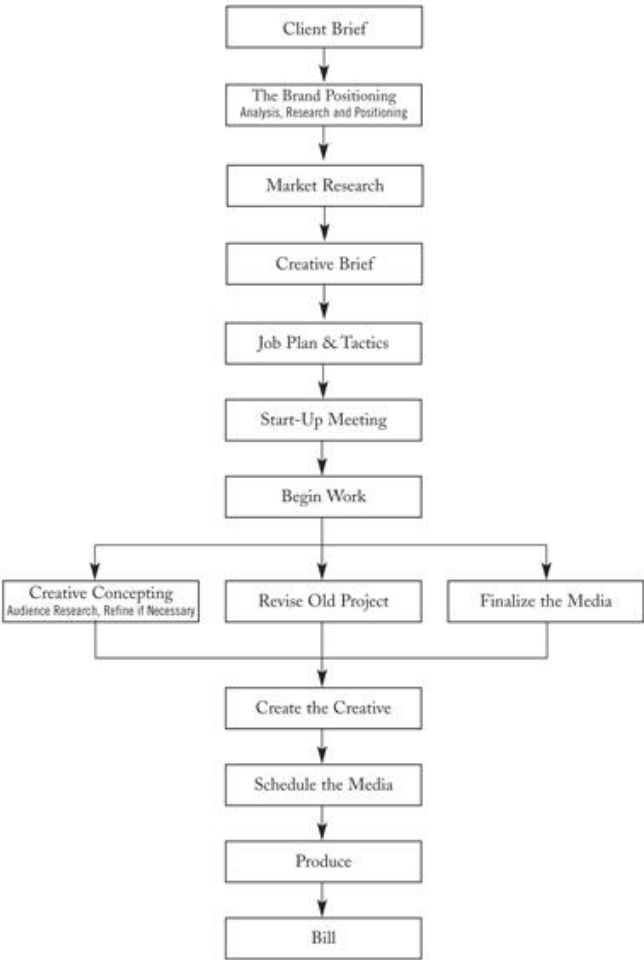 Client Brief
The Brand Positioning
Analysis, Research and Positioning
Market Research
Creative Brief
Job Plan & Tactics
Start-Up Meeting
Begin Work
Creative Concepting
Audience Research, Refine if Necessary
Revise Old Project
Finalize the Media
Create the Creative
Schedule the Media
Produce
Bill